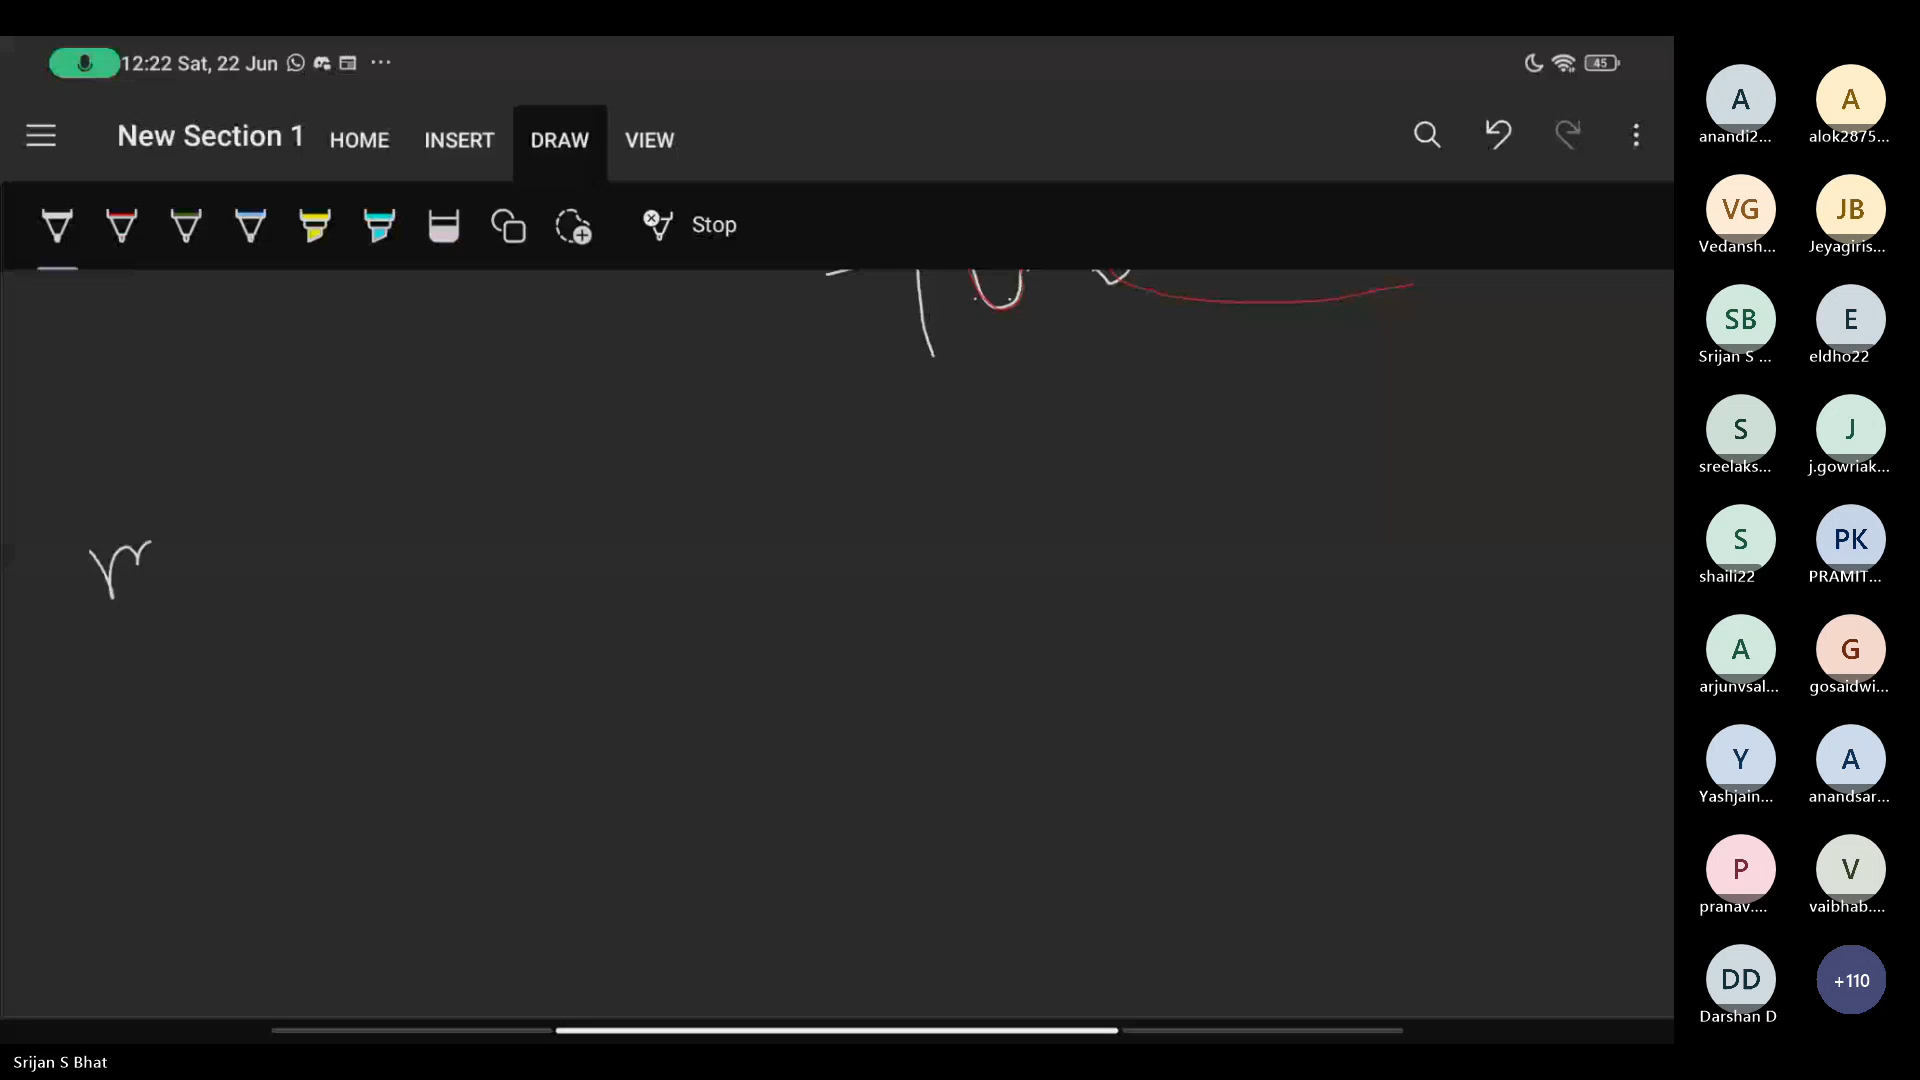 12:22 Sat, 22 Jun ...
45
New Section 1 HOME INSERT DRAW VIEW
Stop
r
A
anandi2...
A
alok2875...
VG
Vedansh...
JB
Jeyagiris...
SB
Srijan S ...
E
eldho22
S
sreelaks...
J
j.gowriak...
S
shaili22
PK
PRAMIT...
A
arjunvsal...
G
gosaidwi...
Y
Yashjain...
A
anandsar...
P
pranav....
V
vaibhab....
DD
Darshan D
+110
Srijan S Bhat